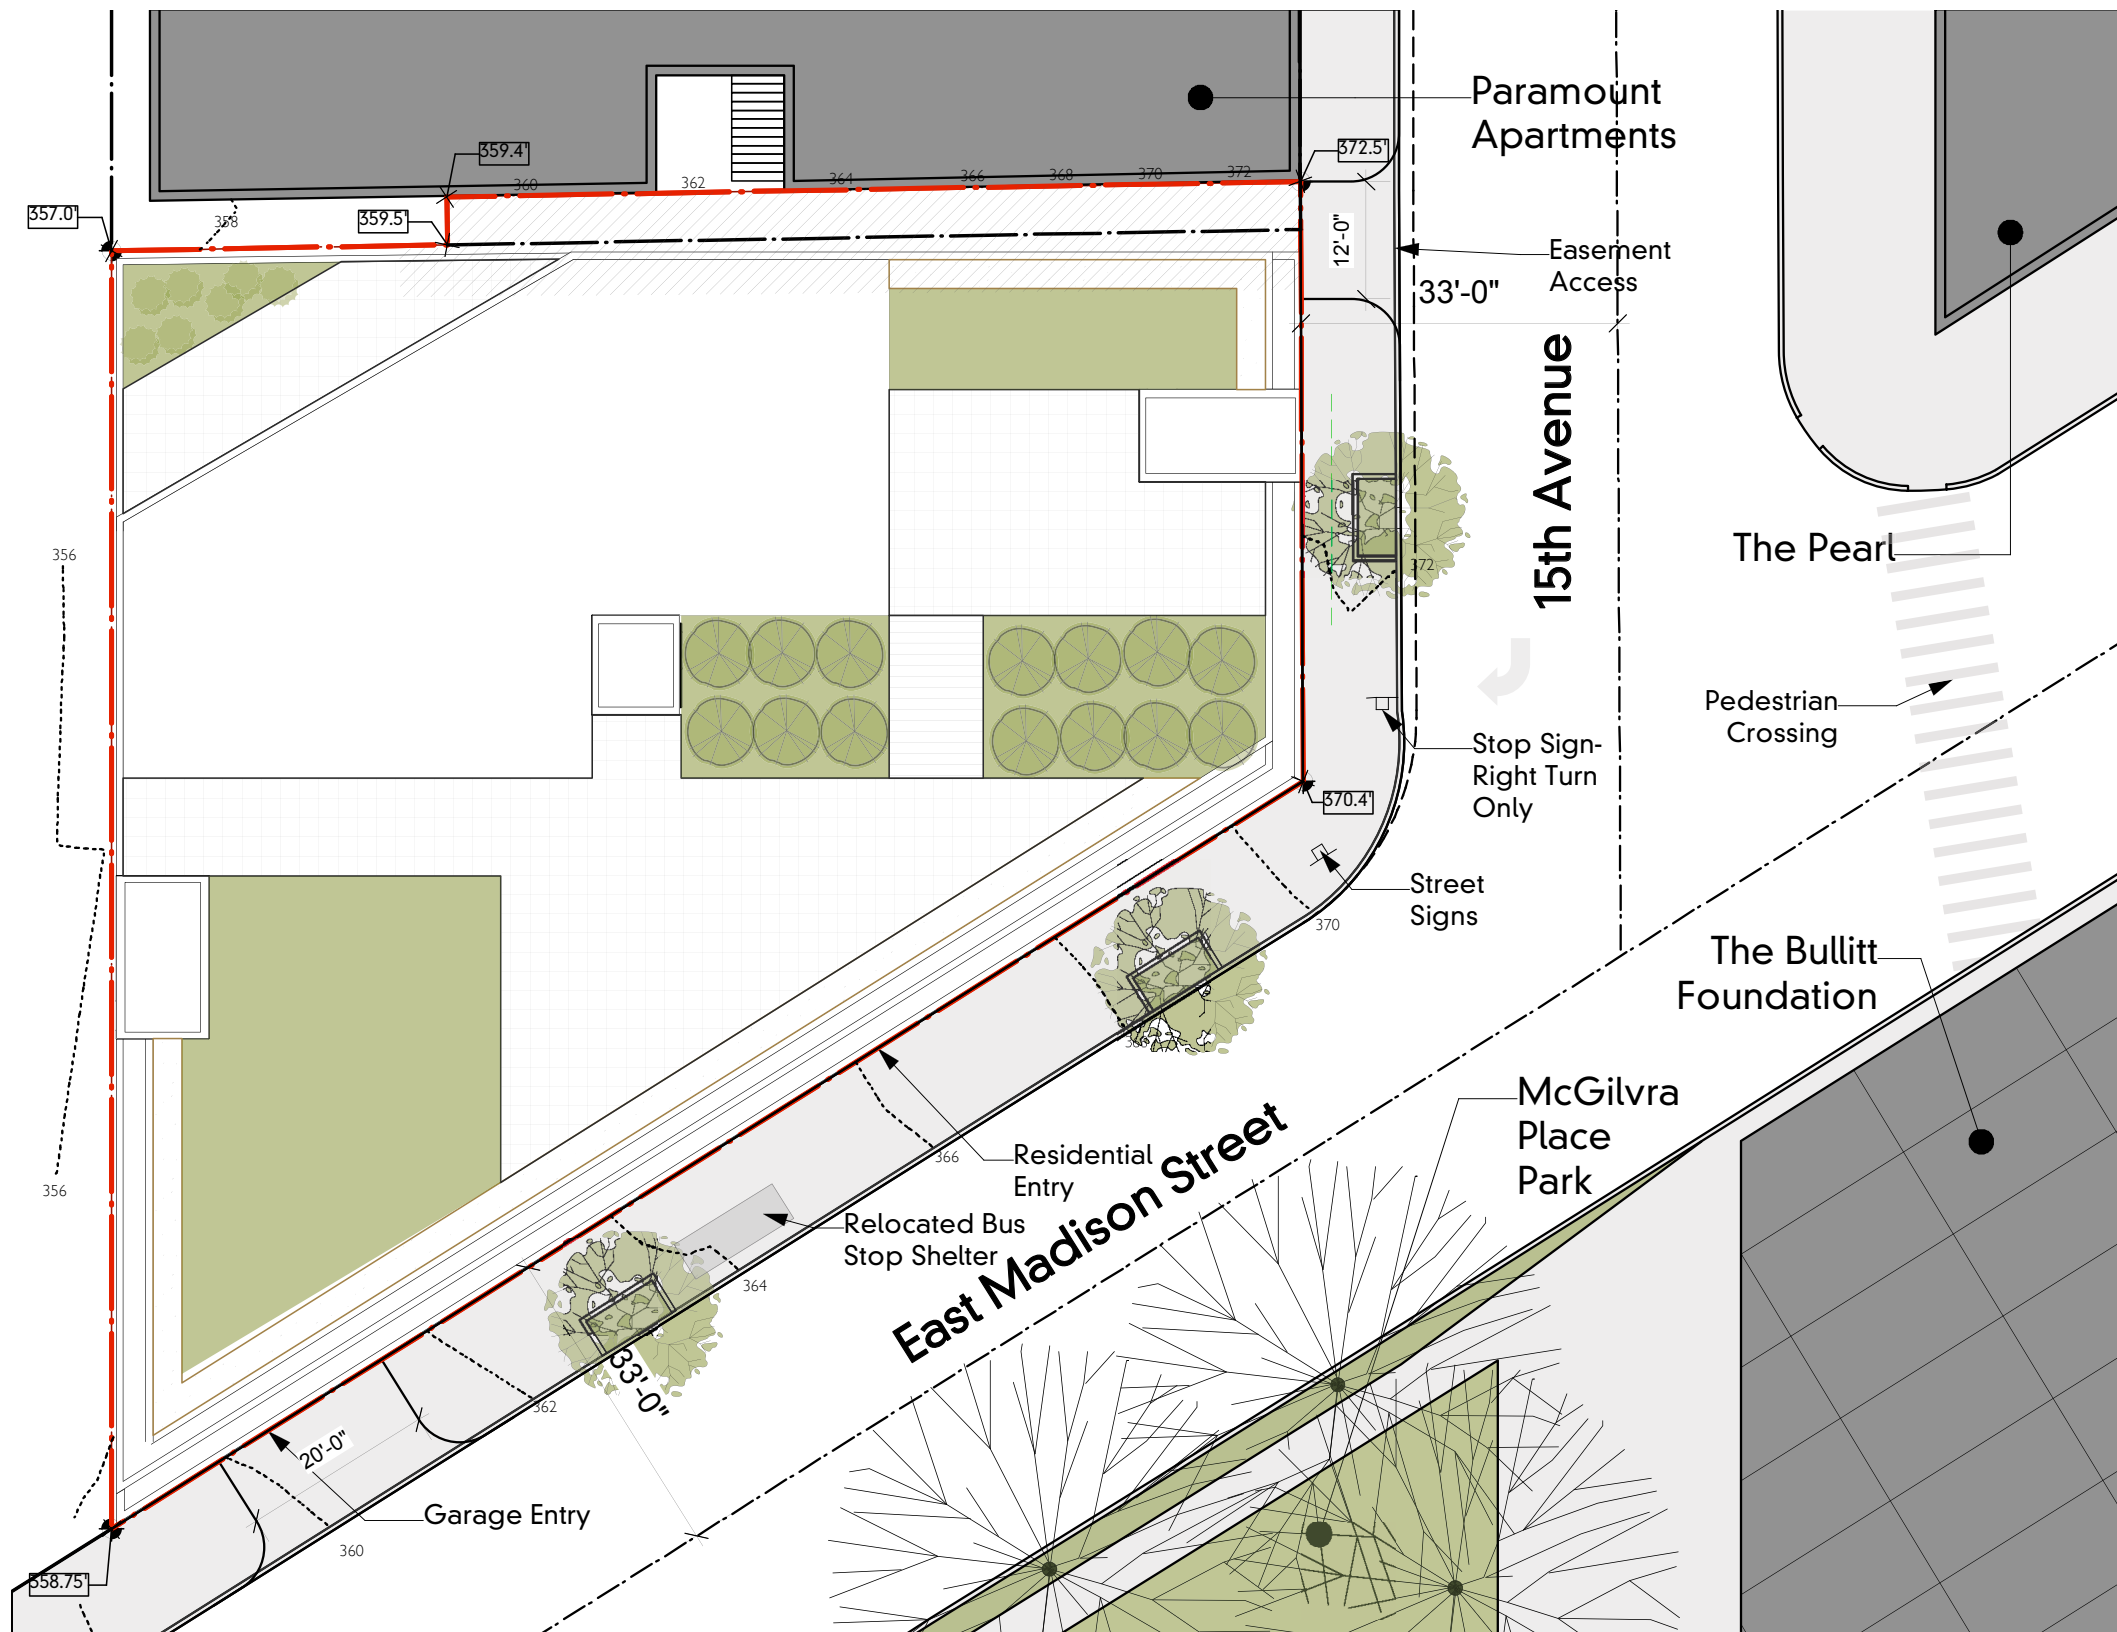 Paramount
Apartments
359.4'
372.5'
360
362
364
366
368
370
372
357.0'
358
359.5'
12'-0"
Easement
Access
33'-0"
15th Avenue
356
372
The Pearl
Pedestrian
Crossing
Stop Sign-
Right Turn
Only
370.4'
Street
Signs
370
The Bullitt
Foundation
McGilvra
Place
Park
366
Residential
Entry
356
Relocated Bus
Stop Shelter
364
East Madison Street
33'-0"
362
20'-0"
Garage Entry
360
358.75'